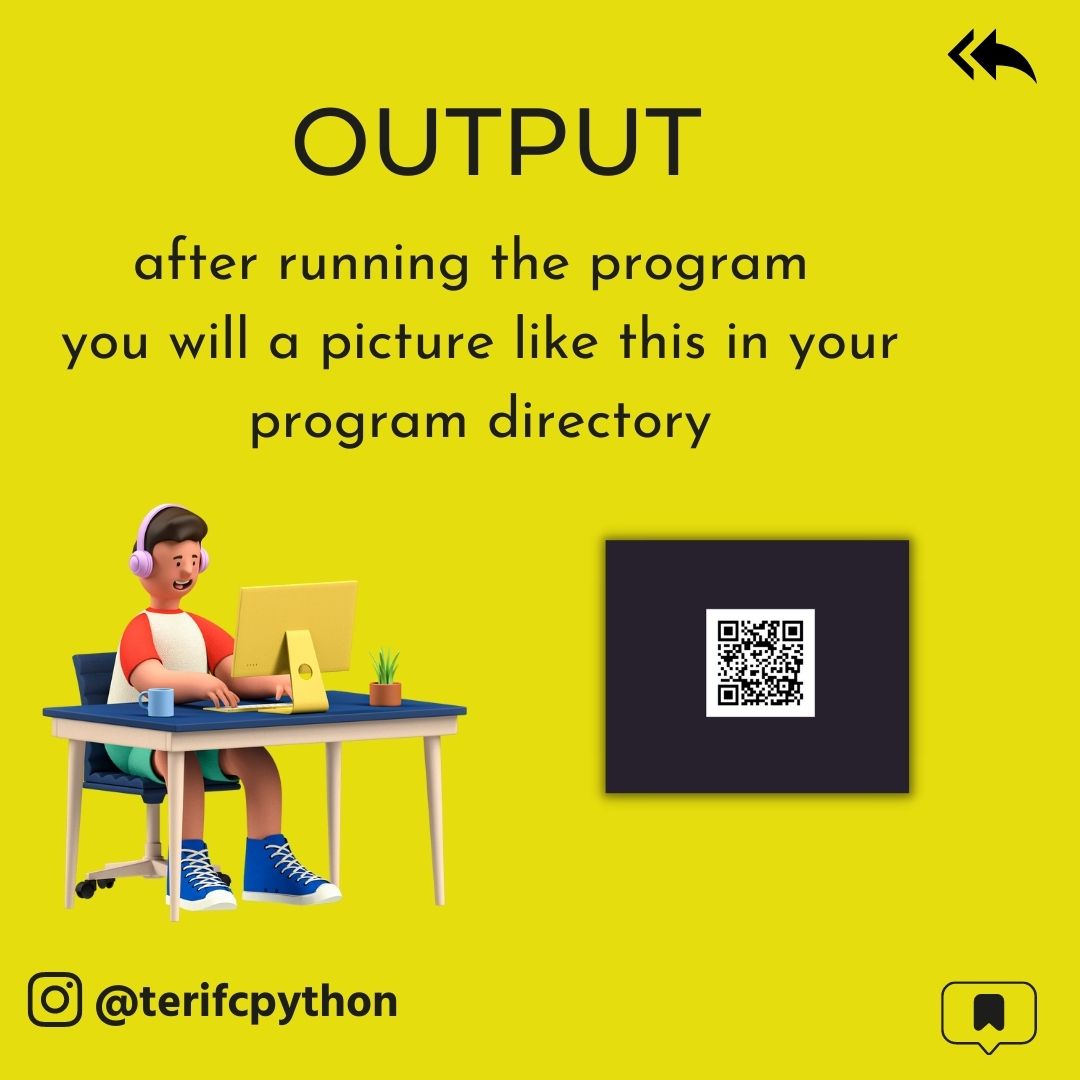 OUTPUT
after running the program
you will a picture like this in your
program directory
@terifcpython